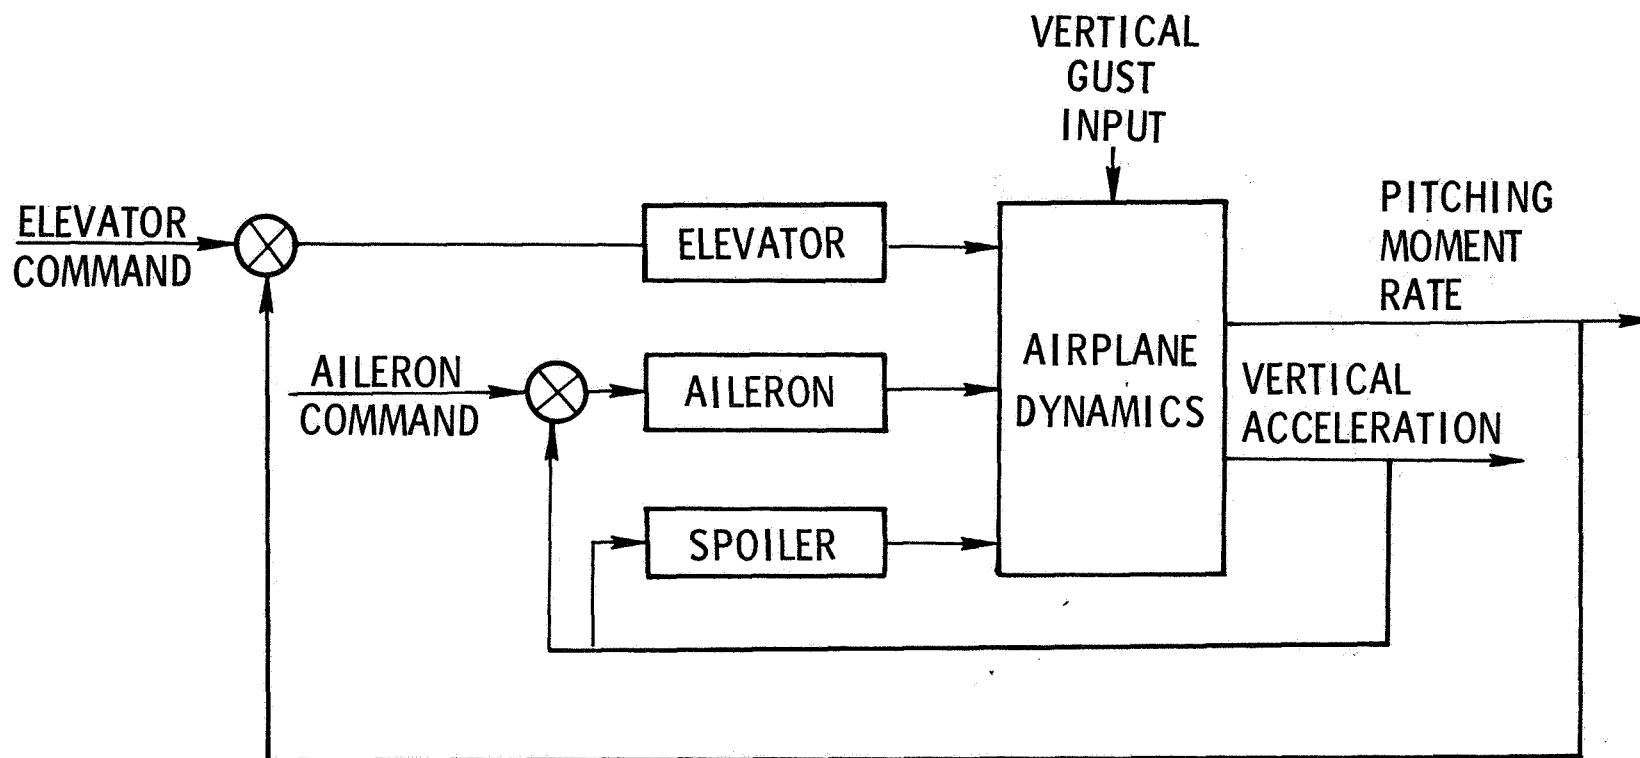 VERTICAL
GUST
INPUT
ELEVATOR
COMMAND
ELEVATOR
PITCHING
MOMENT
RATE
AILERON
COMMAND
AILERON
AIRPLANE
DYNAMICS
VERTICAL
ACCELERATION
SPOILER